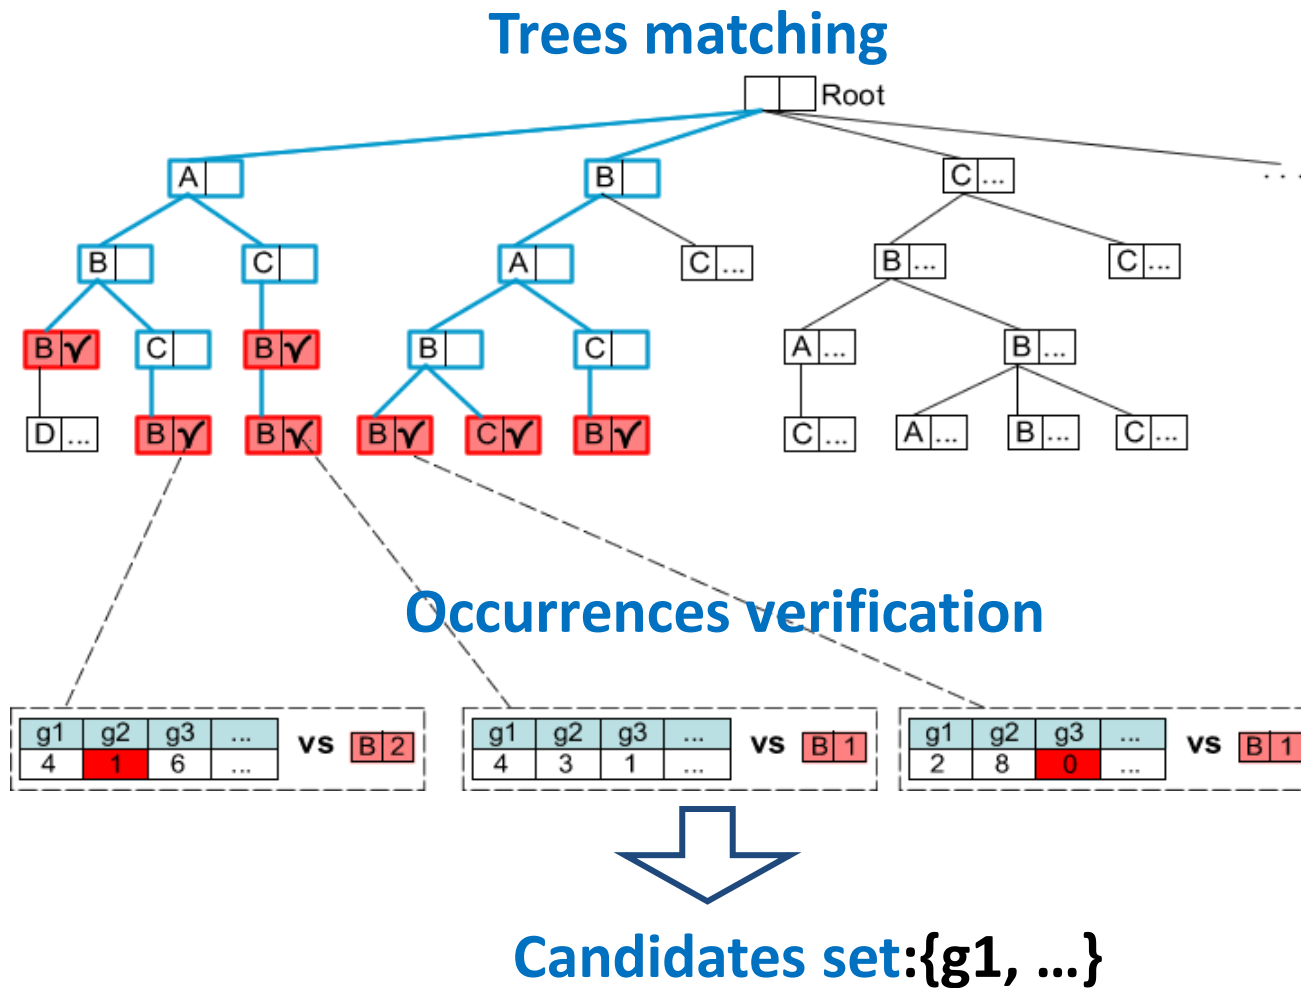 Trees matching
Root
A B C... ...
B C A C... B... C...
B✓ C B✓ B C A... B...
D... B✓ B✓ B✓ C✓ B✓ C... A... B... C...
Occurrences verification
g1 g2 g3 ... vs B 2 g1 g2 g3 ... vs B 1 g1 g2 g3 ... vs B 1
4 1 6 ... 4 3 1 ... 2 8 0 ...
Candidates set:{g1, ...}